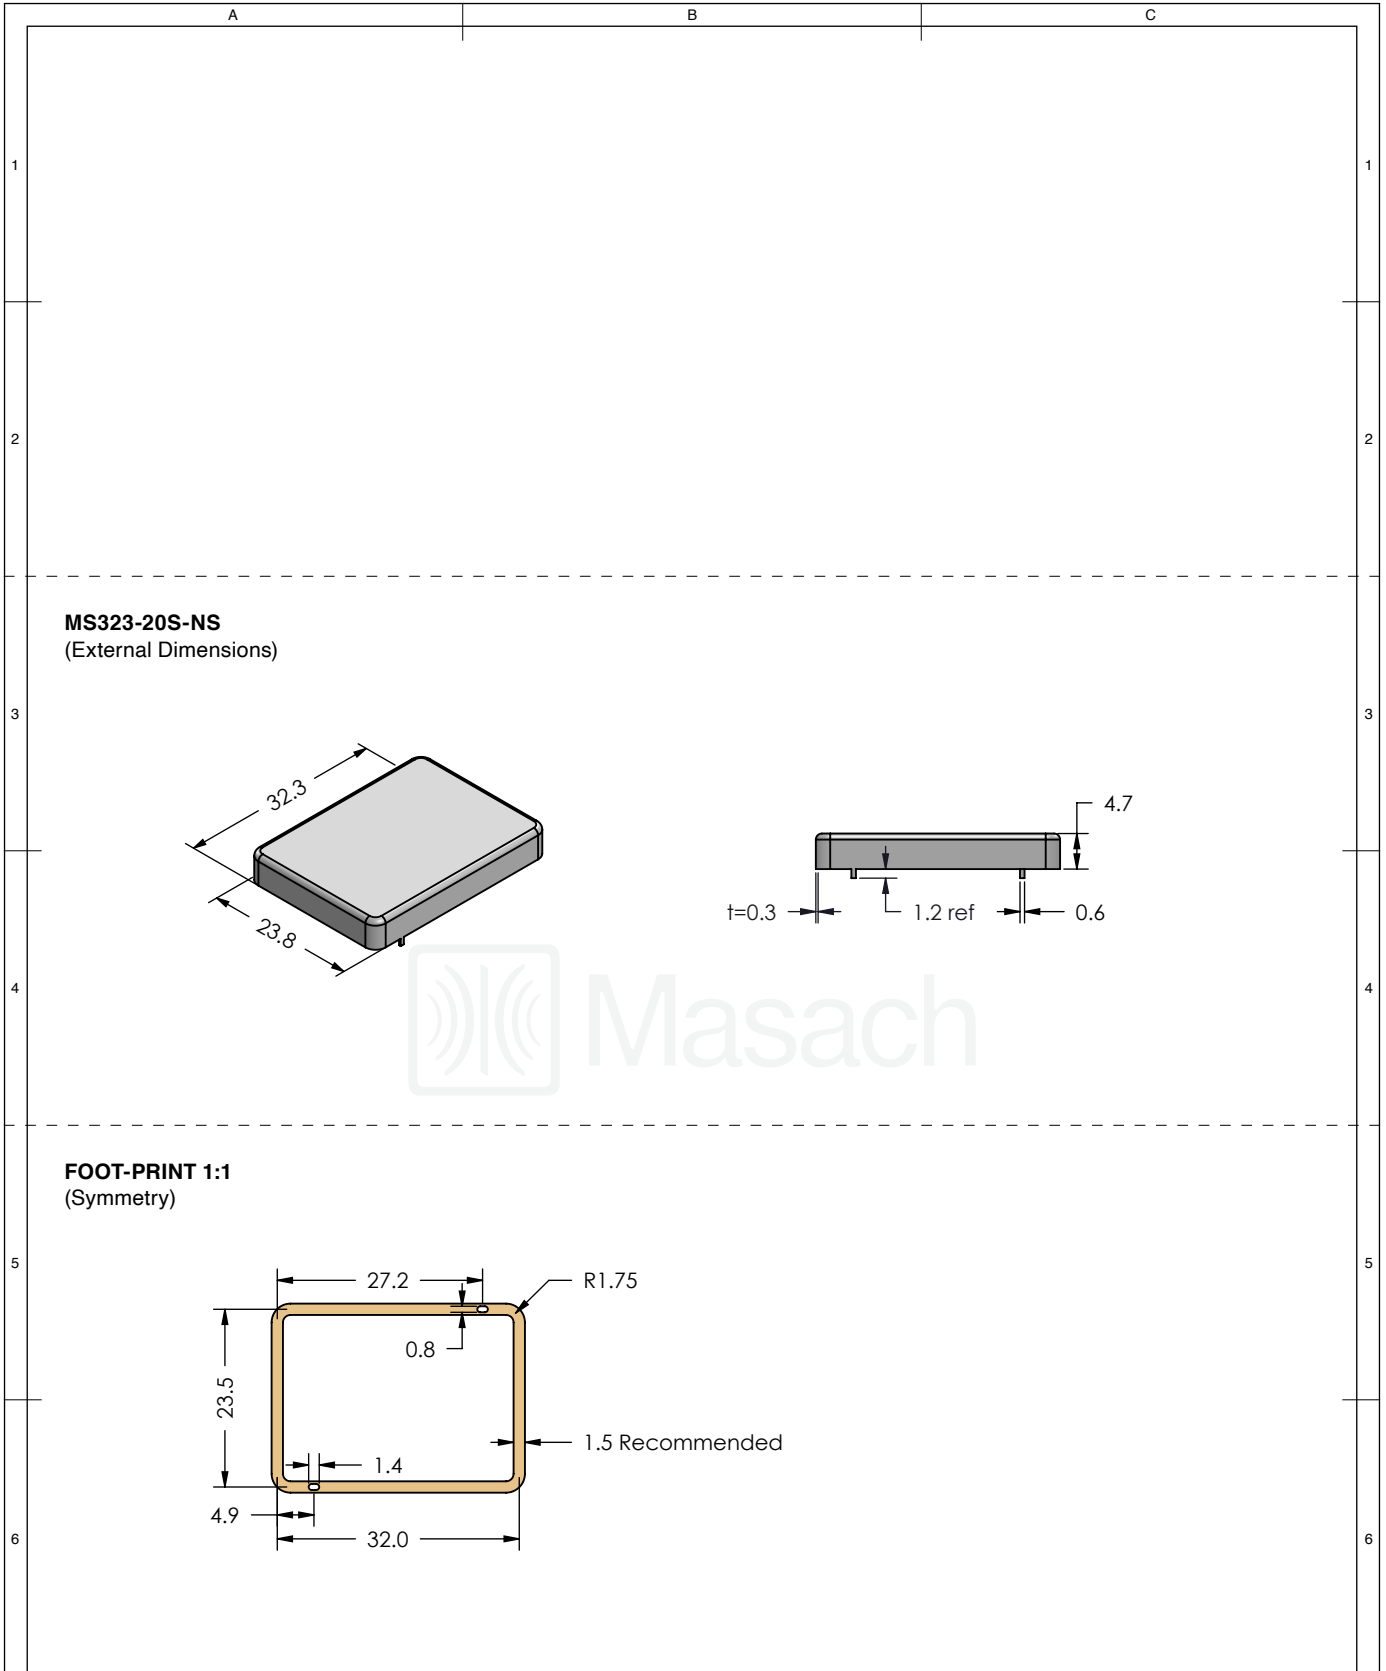 A
B
C
1
1
2
2
MS323-20S-NS
(External Dimensions)
3
3
32.3
23.8
4.7
t=0.3
1.2 ref
0.6
Masach
4
4
FOOT-PRINT 1:1
(Symmetry)
5
5
27.2
R1.75
0.8
23.5
1.5 Recommended
1.4
4.9
32.0
6
6